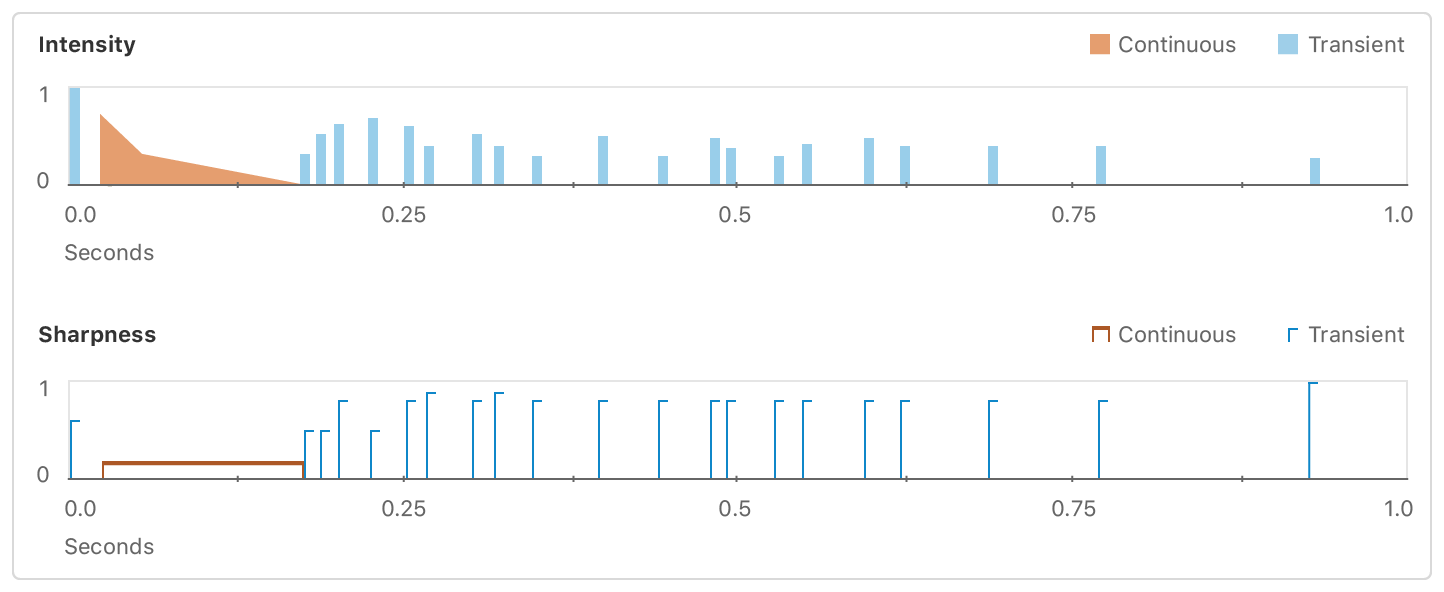 Intensity Continuous Transient
1
0
0.0 0.25 0.5 0.75 1.0
Seconds
Sharpness Continuous Transient
1
0
0.0 0.25 0.5 0.75 1.0
Seconds